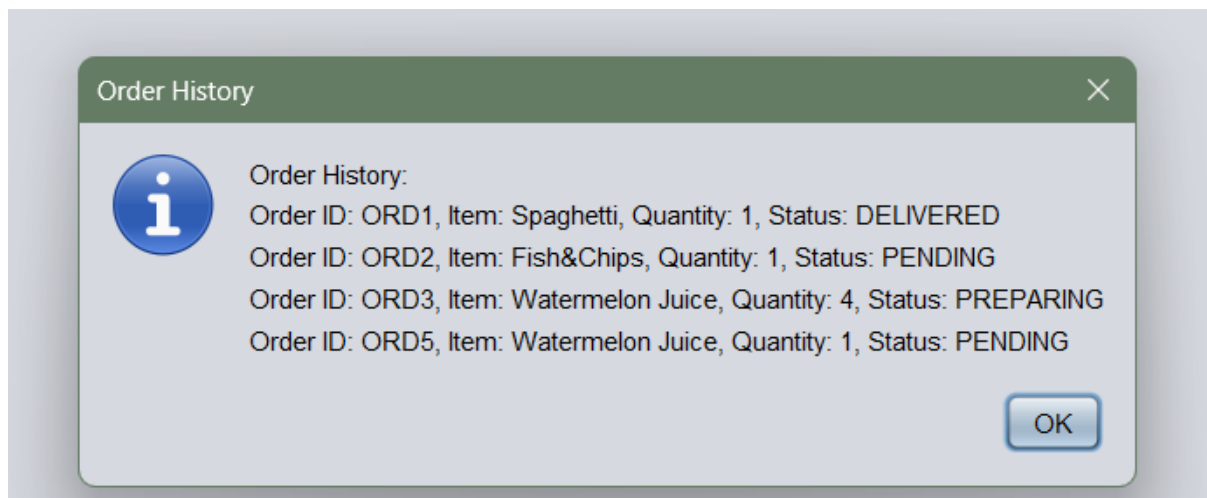 Order History
Order History:
Order ID: ORD1, Item: Spaghetti, Quantity: 1, Status: DELIVERED
Order ID: ORD2, Item: Fish&Chips, Quantity: 1, Status: PENDING
Order ID: ORD3, Item: Watermelon Juice, Quantity: 4, Status: PREPARING
Order ID: ORD5, Item: Watermelon Juice, Quantity: 1, Status: PENDING
OK